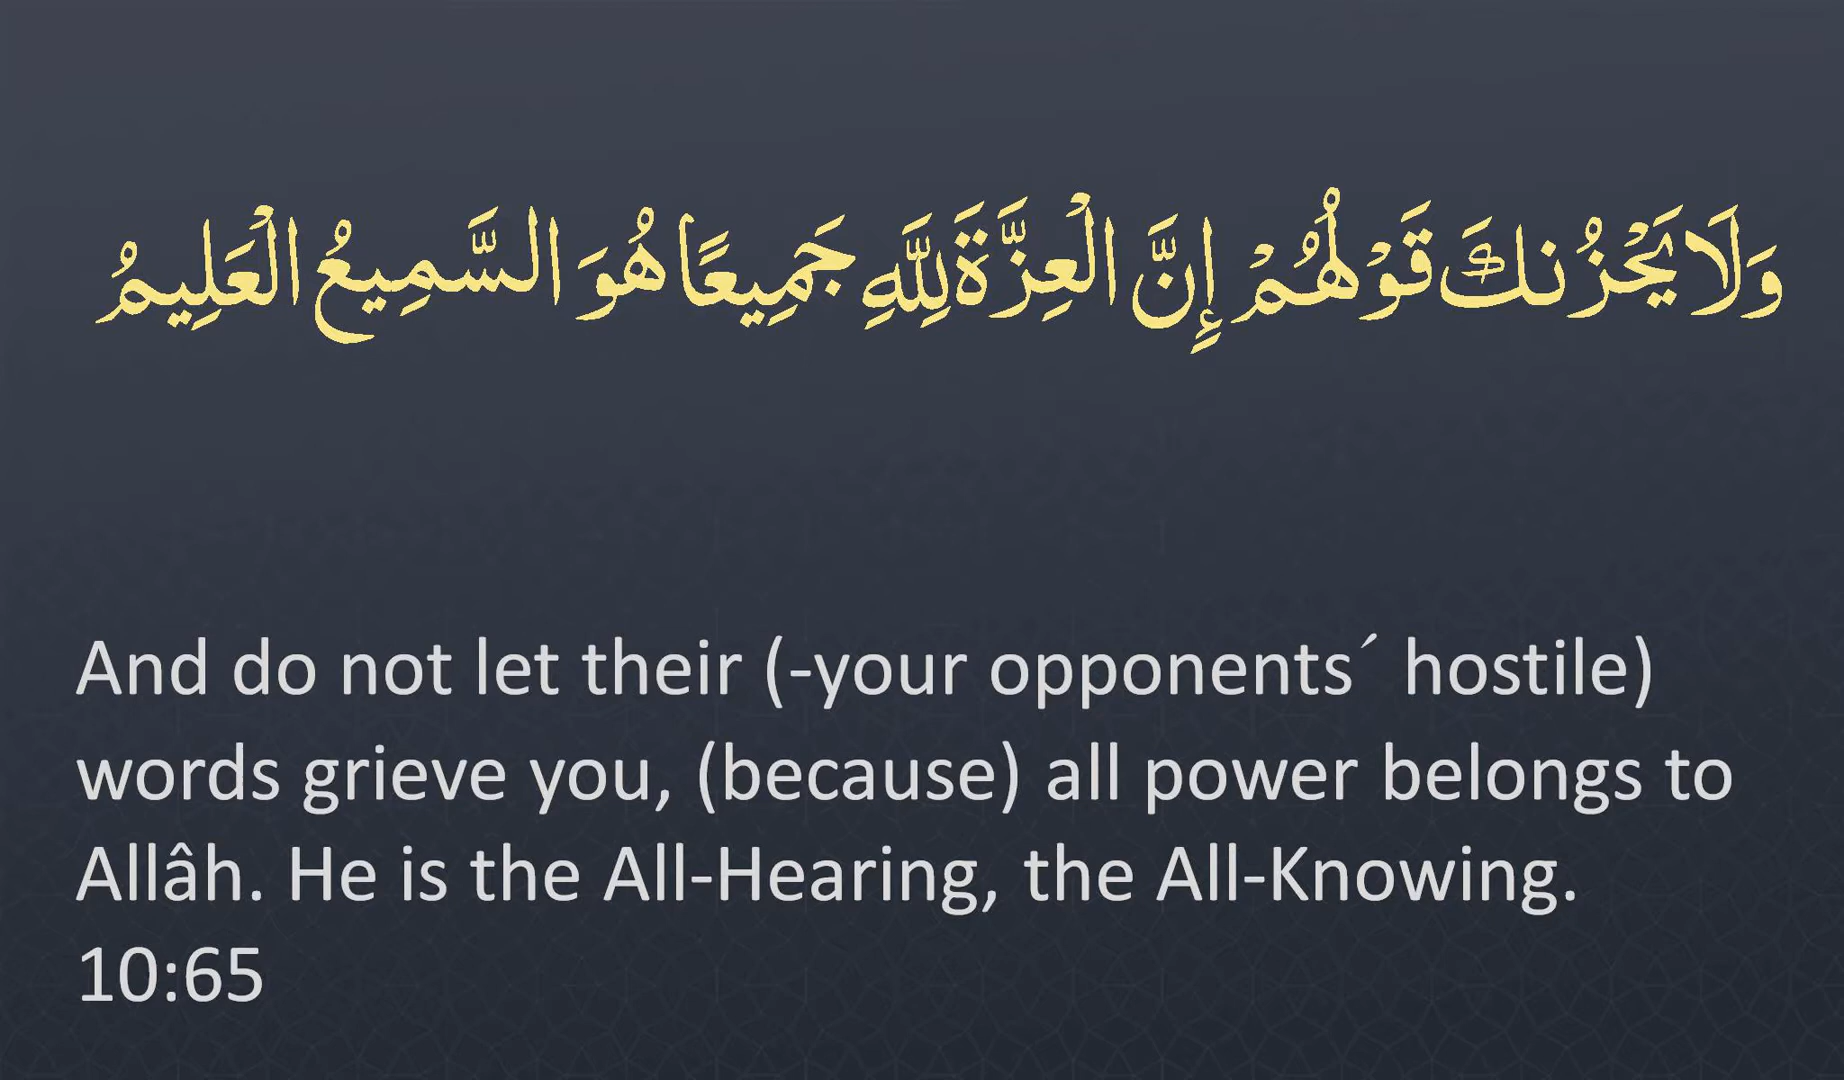 وَلَا يَحْزُنكَ قَوْلُهُمْ إِنَّ الْعِزَّةَ لِلَّهِ جَمِيعًا هُوَ السَّمِيعُ الْعَلِيمُ
And do not let their (-your opponents´ hostile)
words grieve you, (because) all power belongs to
Allâh. He is the All-Hearing, the All-Knowing.
10:65